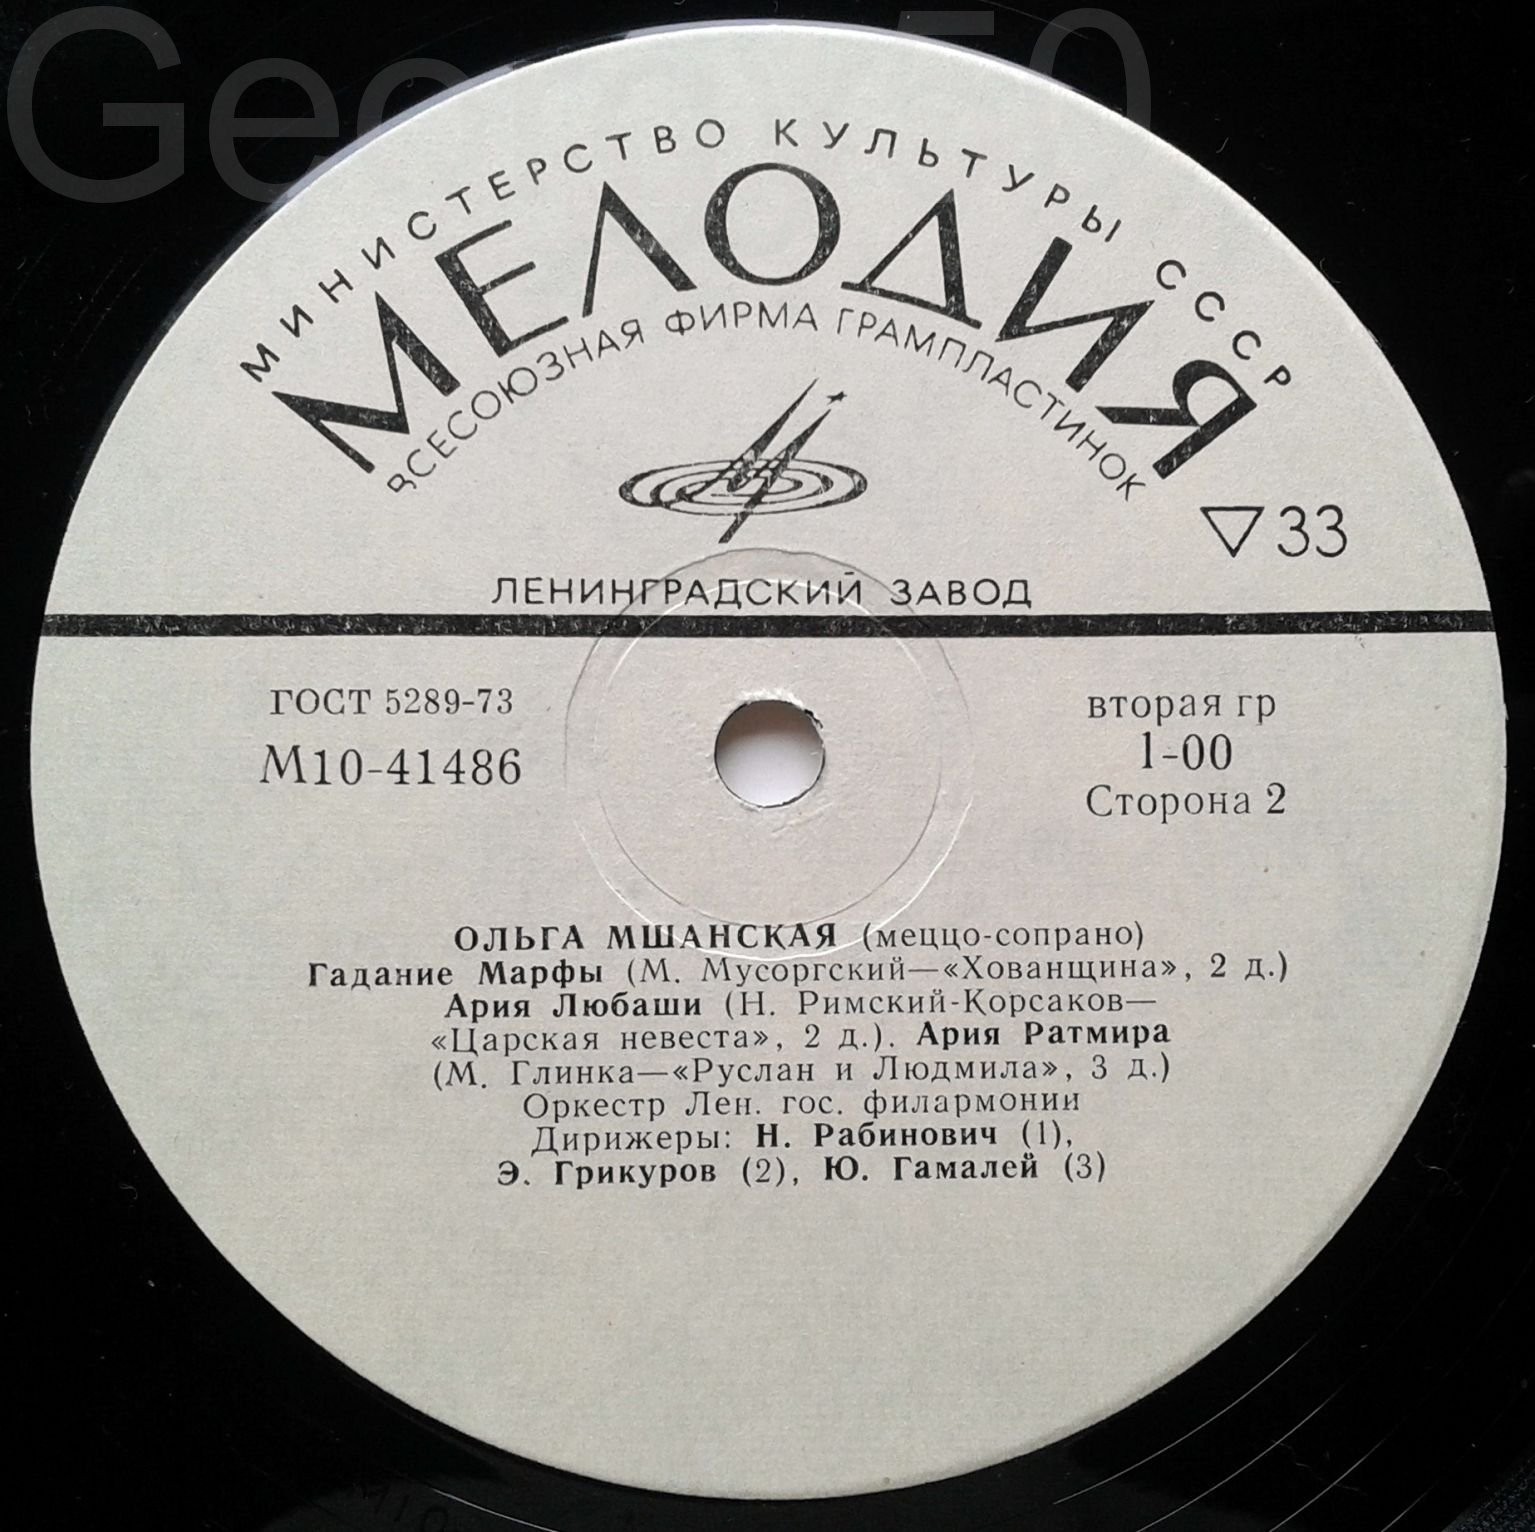 МИНИСТЕРСТВО КУЛЬТУРЫ СССР
МЕЛОДИЯ
ВСЕСОЮЗНАЯ ФИРМА ГРАМПЛАСТИНОК
▽33
ЛЕНИНГРАДСКИЙ ЗАВОД
ГОСТ 5289-73
М10-41486
вторая гр
1-00
Сторона 2
ОЛЬГА МШАНСКАЯ (меццо-сопрано)
Гадание Марфы (М. Мусоргский—«Хованщина», 2 д.)
Ария Любаши (Н. Римский-Корсаков—
«Царская невеста», 2 д.). Ария Ратмира
(М. Глинка—«Руслан и Людмила», 3 д.)
Оркестр Лен. гос. филармонии
Дирижеры: Н. Рабинович (1),
Э. Грикуров (2), Ю. Гамалей (3)